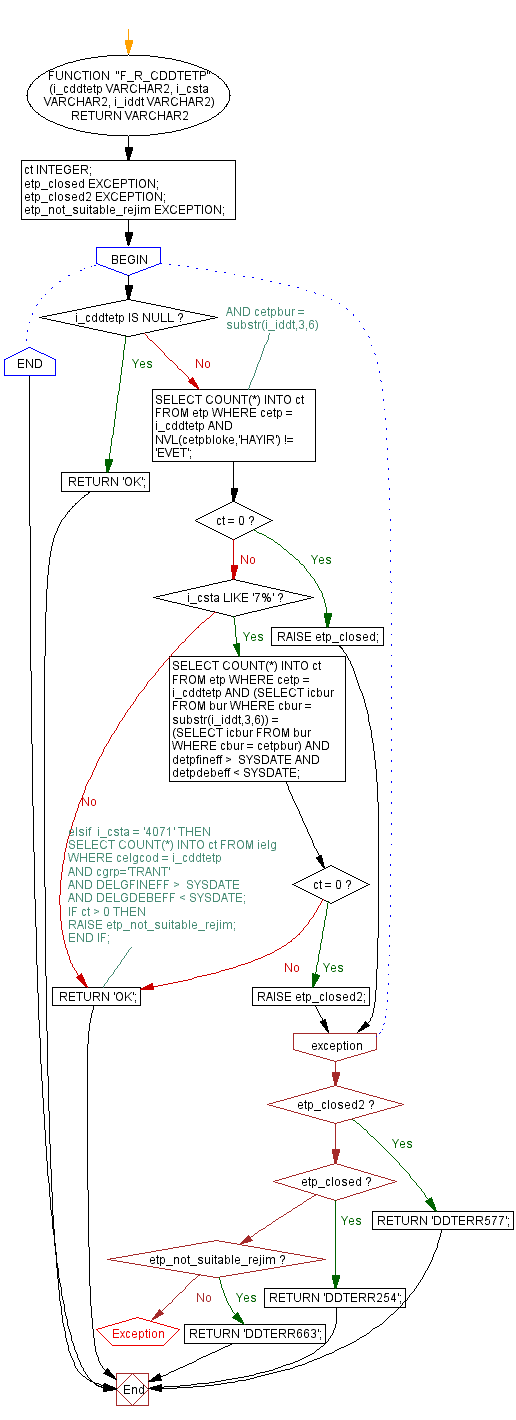 FUNCTION "F_R_CDDTETP"
(i_cddtetp VARCHAR2, i_csta
VARCHAR2, i_iddt VARCHAR2)
RETURN VARCHAR2
ct INTEGER;
etp_closed EXCEPTION;
etp_closed2 EXCEPTION;
etp_not_suitable_rejim EXCEPTION;
BEGIN
i_cddtetp IS NULL ?
AND cetpbur =
substr(i_iddt,3,6)
END
Yes
No
SELECT COUNT(*) INTO ct
FROM etp WHERE cetp =
i_cddtetp AND
NVL(cetpbloke,'HAYIR') !=
'EVET';
RETURN 'OK';
ct = 0 ?
No
Yes
i_csta LIKE '7%' ?
Yes
RAISE etp_closed;
SELECT COUNT(*) INTO ct
FROM etp WHERE cetp =
i_cddtetp AND (SELECT icbur
FROM bur WHERE cbur =
substr(i_iddt,3,6)) =
(SELECT icbur FROM bur
WHERE cbur = cetpbur) AND
detpfineff > SYSDATE AND
detpdebeff < SYSDATE;
No
elsif i_csta = '4071' THEN
SELECT COUNT(*) INTO ct FROM ielg
WHERE celgcod = i_cddtetp
AND cgrp='TRANT'
AND DELGFINEFF > SYSDATE
AND DELGDEBEFF < SYSDATE;
IF ct > 0 THEN
RAISE etp_not_suitable_rejim;
END IF;
ct = 0 ?
No
Yes
RETURN 'OK';
RAISE etp_closed2;
exception
etp_closed2 ?
Yes
etp_closed ?
RETURN 'DDTERR577';
Yes
etp_not_suitable_rejim ?
No
Yes
RETURN 'DDTERR254';
Exception
RETURN 'DDTERR663';
End